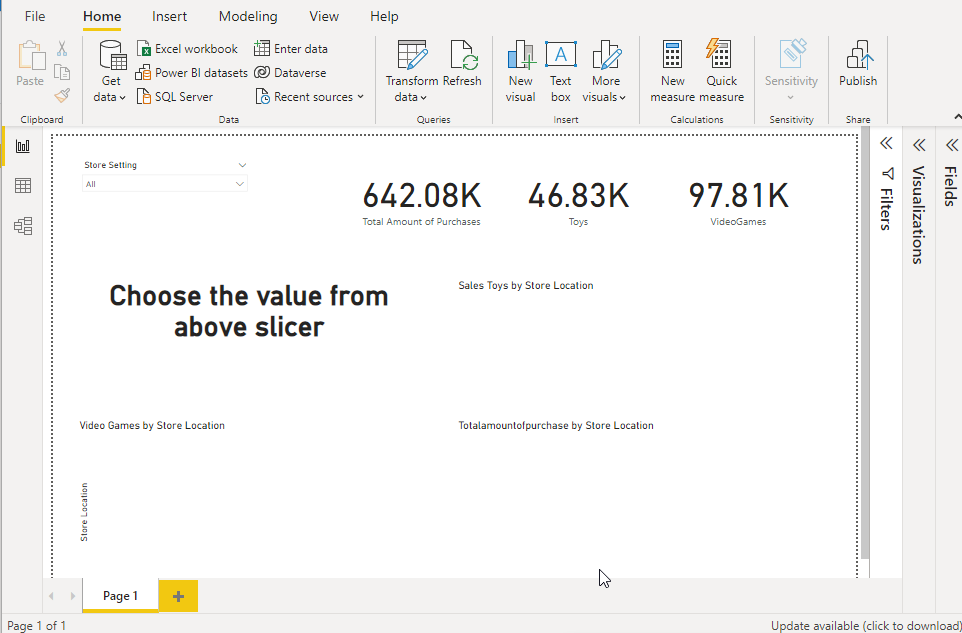 File Home Insert Modeling View Help
Paste
Clipboard
Get data
Excel workbook
Power BI datasets
SQL Server
Enter data
Dataverse
Recent sources
Data
Transform data
Refresh
Queries
New visual
Text box
More visuals
Insert
New measure
Quick measure
Calculations
Sensitivity
Sensitivity
Publish
Share
Store Setting
All
642.08K
Total Amount of Purchases
46.83K
Toys
97.81K
VideoGames
Choose the value from
above slicer
Sales Toys by Store Location
Video Games by Store Location
Store Location
Totalamountofpurchase by Store Location
Filters
Visualizations
Fields
Page 1
Page 1 of 1
Update available (click to download)